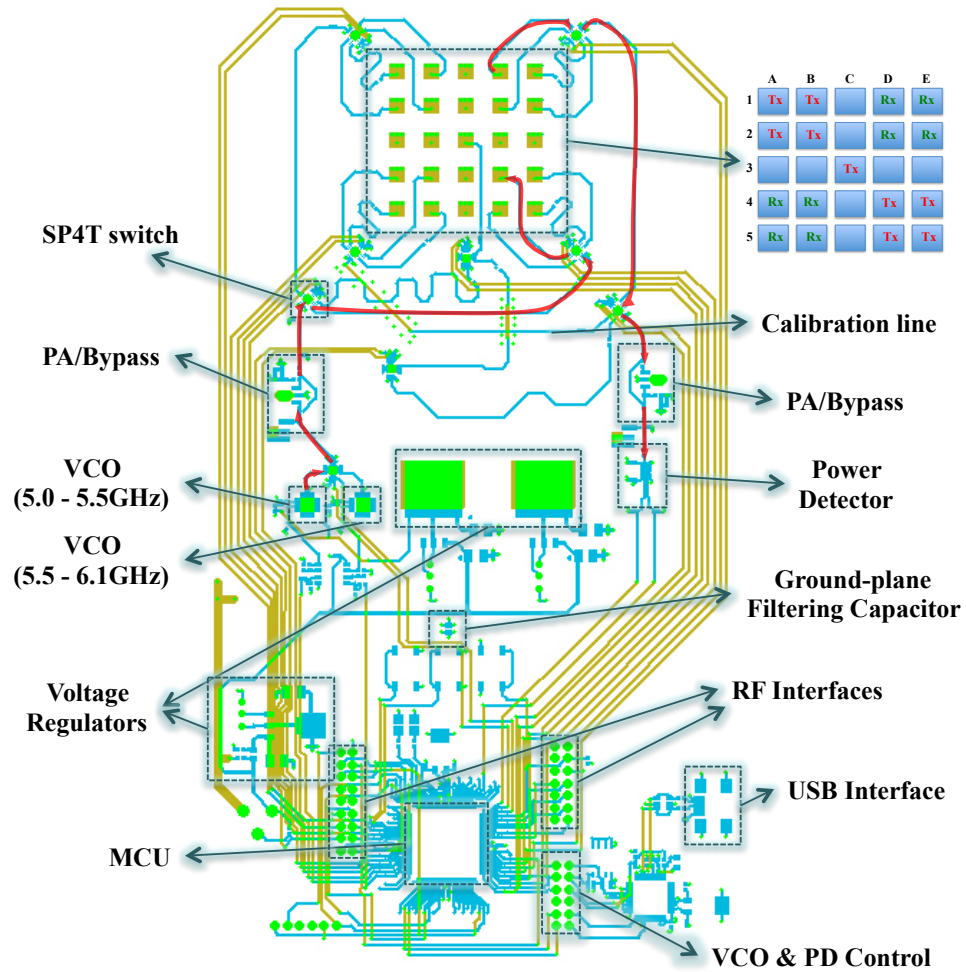 A B C D E
1 Tx Tx Rx Rx
2 Tx Tx Rx Rx
3 Tx
4 Rx Rx Tx Tx
5 Rx Rx Tx Tx
SP4T switch
Calibration line
PA/Bypass
PA/Bypass
VCO
(5.0 - 5.5GHz)
Power
Detector
VCO
(5.5 - 6.1GHz)
Ground-plane
Filtering Capacitor
Voltage
Regulators
RF Interfaces
USB Interface
MCU
VCO & PD Control